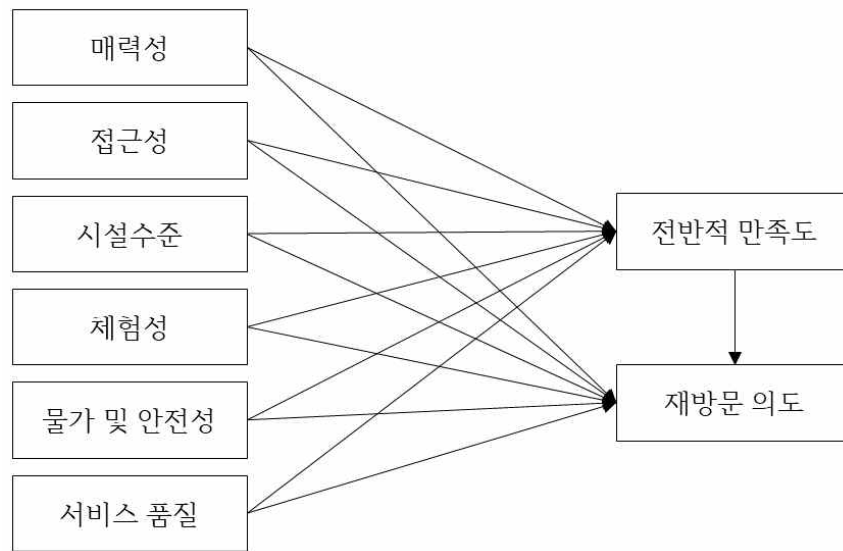 매력성
접근성
시설수준
체험성
물가 및 안전성
서비스 품질
전반적 만족도
재방문 의도